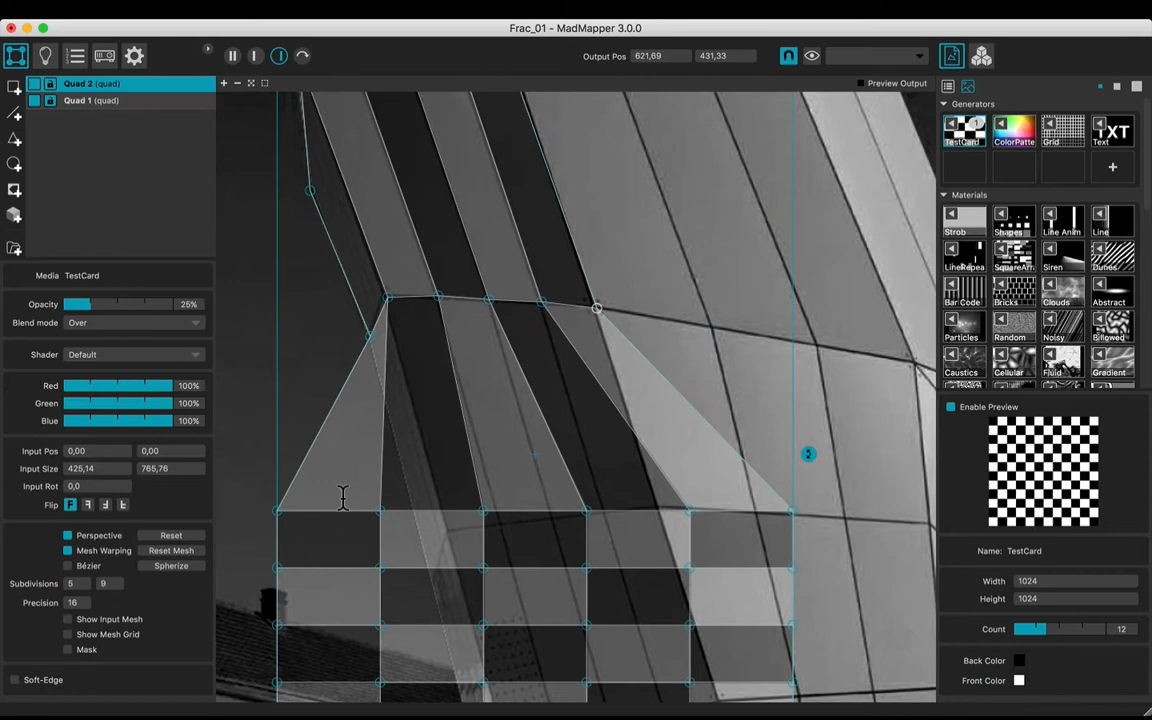 Frac_01 - MadMapper 3.0.0
Output Pos 621,69 431,33
Quad 2 (quad)
Quad 1 (quad)
Preview Output
Generators
TestCard 1 ColorPatte Grid Text
TXT
Materials
Strob Shapes Line Anim Line
LineRepea SquareArra Siren Dunes
Bar Code Bricks Clouds Abstract
Particles Random Noisy Billowed
Caustics Cellular Fluid Gradient
Media TestCard
Opacity 25%
Blend mode Over
Shader Default
Red 100%
Green 100%
Blue 100%
Input Pos 0,00 0,00
Input Size 425,14 765,76
Input Rot 0,0
Flip F F F F
Perspective Reset
Mesh Warping Reset Mesh
Bézier Spherize
Subdivisions 5 9
Precision 16
Show Input Mesh
Show Mesh Grid
Mask
Soft-Edge
Enable Preview
Name: TestCard
Width 1024
Height 1024
Count 12
Back Color
Front Color